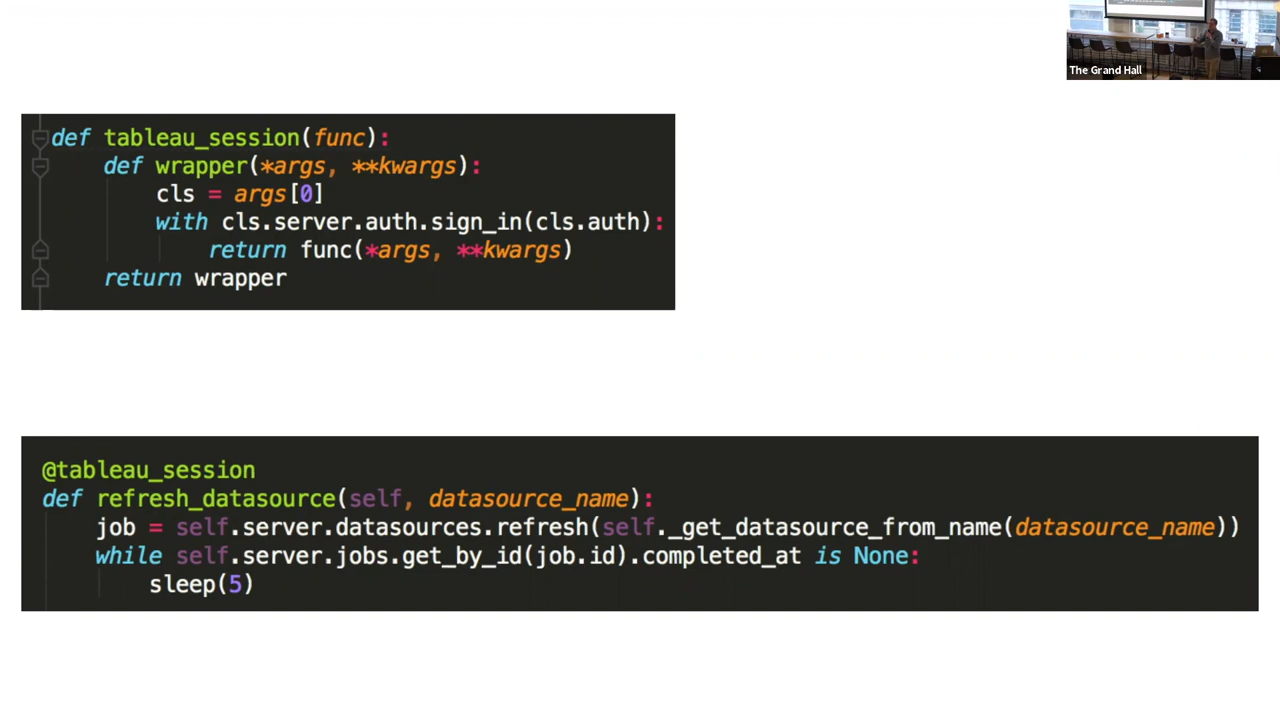 The Grand Hall
def tableau_session(func):
    def wrapper(*args, **kwargs):
        cls = args[0]
        with cls.server.auth.sign_in(cls.auth):
            return func(*args, **kwargs)
    return wrapper
@tableau_session
def refresh_datasource(self, datasource_name):
    job = self.server.datasources.refresh(self._get_datasource_from_name(datasource_name))
    while self.server.jobs.get_by_id(job.id).completed_at is None:
        sleep(5)